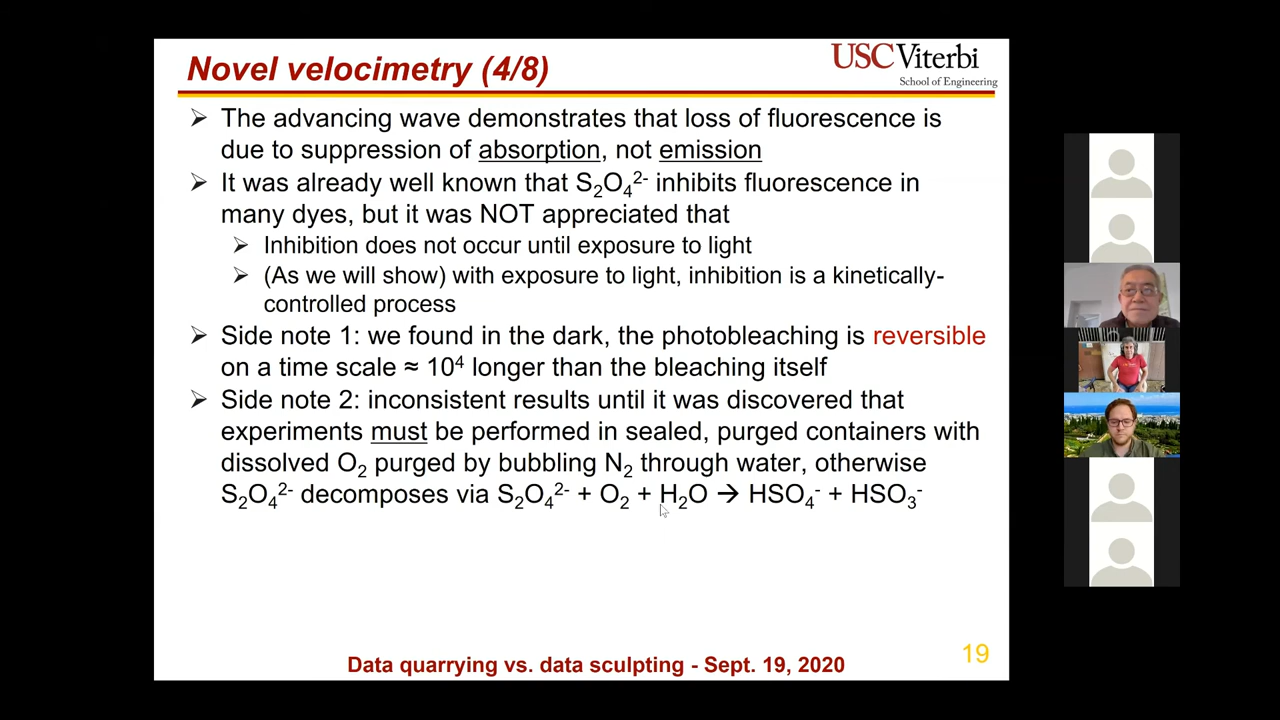 Novel velocimetry (4/8)
USC Viterbi
School of Engineering
➢ The advancing wave demonstrates that loss of fluorescence is
due to suppression of absorption, not emission
➢ It was already well known that S₂O₄²⁻ inhibits fluorescence in
many dyes, but it was NOT appreciated that
➢ Inhibition does not occur until exposure to light
➢ (As we will show) with exposure to light, inhibition is a kinetically-
controlled process
➢ Side note 1: we found in the dark, the photobleaching is reversible
on a time scale ≈ 10⁴ longer than the bleaching itself
➢ Side note 2: inconsistent results until it was discovered that
experiments must be performed in sealed, purged containers with
dissolved O₂ purged by bubbling N₂ through water, otherwise
S₂O₄²⁻ decomposes via S₂O₄²⁻ + O₂ + H₂O → HSO₄⁻ + HSO₃⁻
Data quarrying vs. data sculpting - Sept. 19, 2020
19